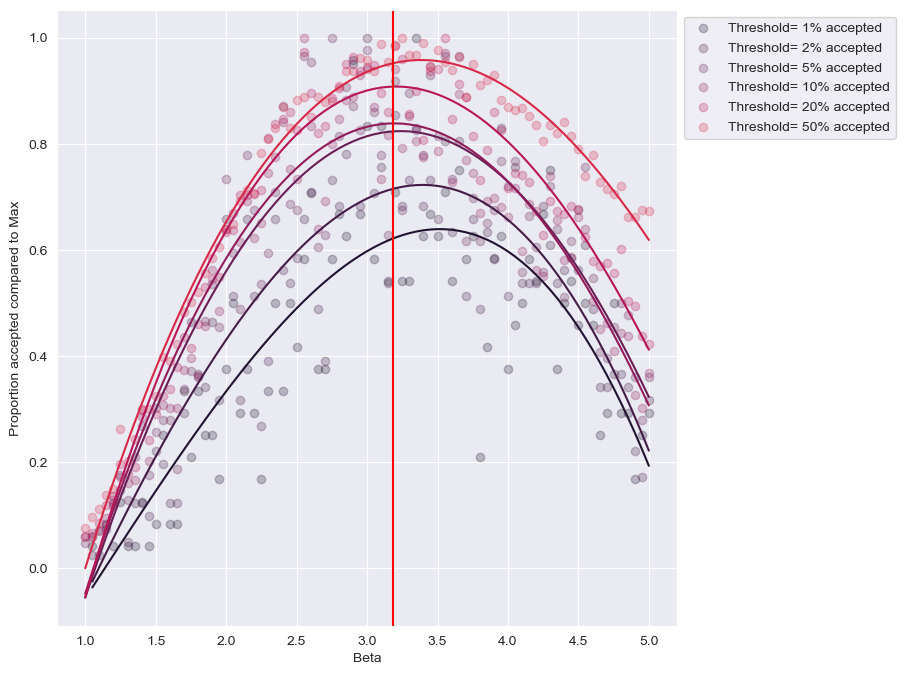 Threshold= 1% accepted
Threshold= 2% accepted
Threshold= 5% accepted
Threshold= 10% accepted
Threshold= 20% accepted
Threshold= 50% accepted
Proportion accepted compared to Max
1.0
0.8
0.6
0.4
0.2
0.0
1.0 1.5 2.0 2.5 3.0 3.5 4.0 4.5 5.0
Beta